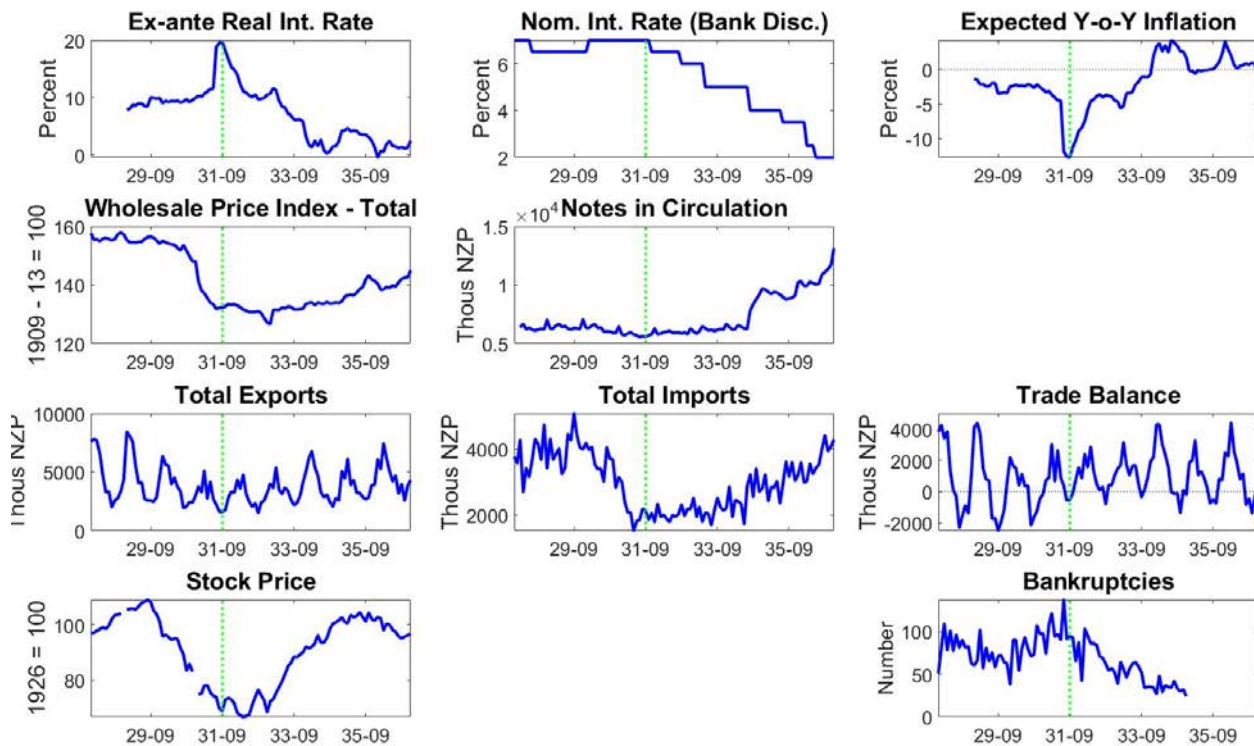 Ex-ante Real Int. Rate
Percent
20
10
0
29-09 31-09 33-09 35-09
Nom. Int. Rate (Bank Disc.)
Percent
6
4
2
29-09 31-09 33-09 35-09
Expected Y-o-Y Inflation
Percent
0
-5
-10
29-09 31-09 33-09 35-09
Wholesale Price Index - Total
1909 - 13 = 100
160
140
120
29-09 31-09 33-09 35-09
Notes in Circulation
×10⁴
Thous NZP
1.5
1
0.5
29-09 31-09 33-09 35-09
Total Exports
Thous NZP
10000
5000
0
29-09 31-09 33-09 35-09
Total Imports
Thous NZP
4000
2000
29-09 31-09 33-09 35-09
Trade Balance
Thous NZP
4000
2000
0
-2000
29-09 31-09 33-09 35-09
Stock Price
1926 = 100
100
80
29-09 31-09 33-09 35-09
Bankruptcies
Number
100
50
0
29-09 31-09 33-09 35-09